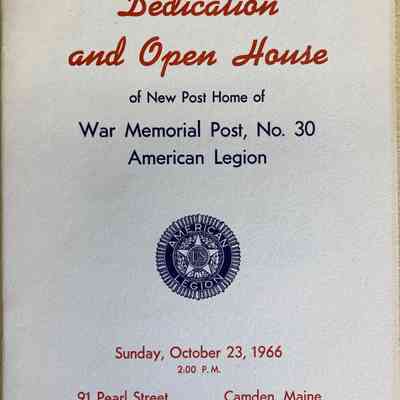 Dedication
and Open House
of New Post Home of
War Memorial Post, No. 30
American Legion
AMERICAN
U.S.
LEGION
Sunday, October 23, 1966
2:00 P. M.
91 Pearl Street Camden, Maine